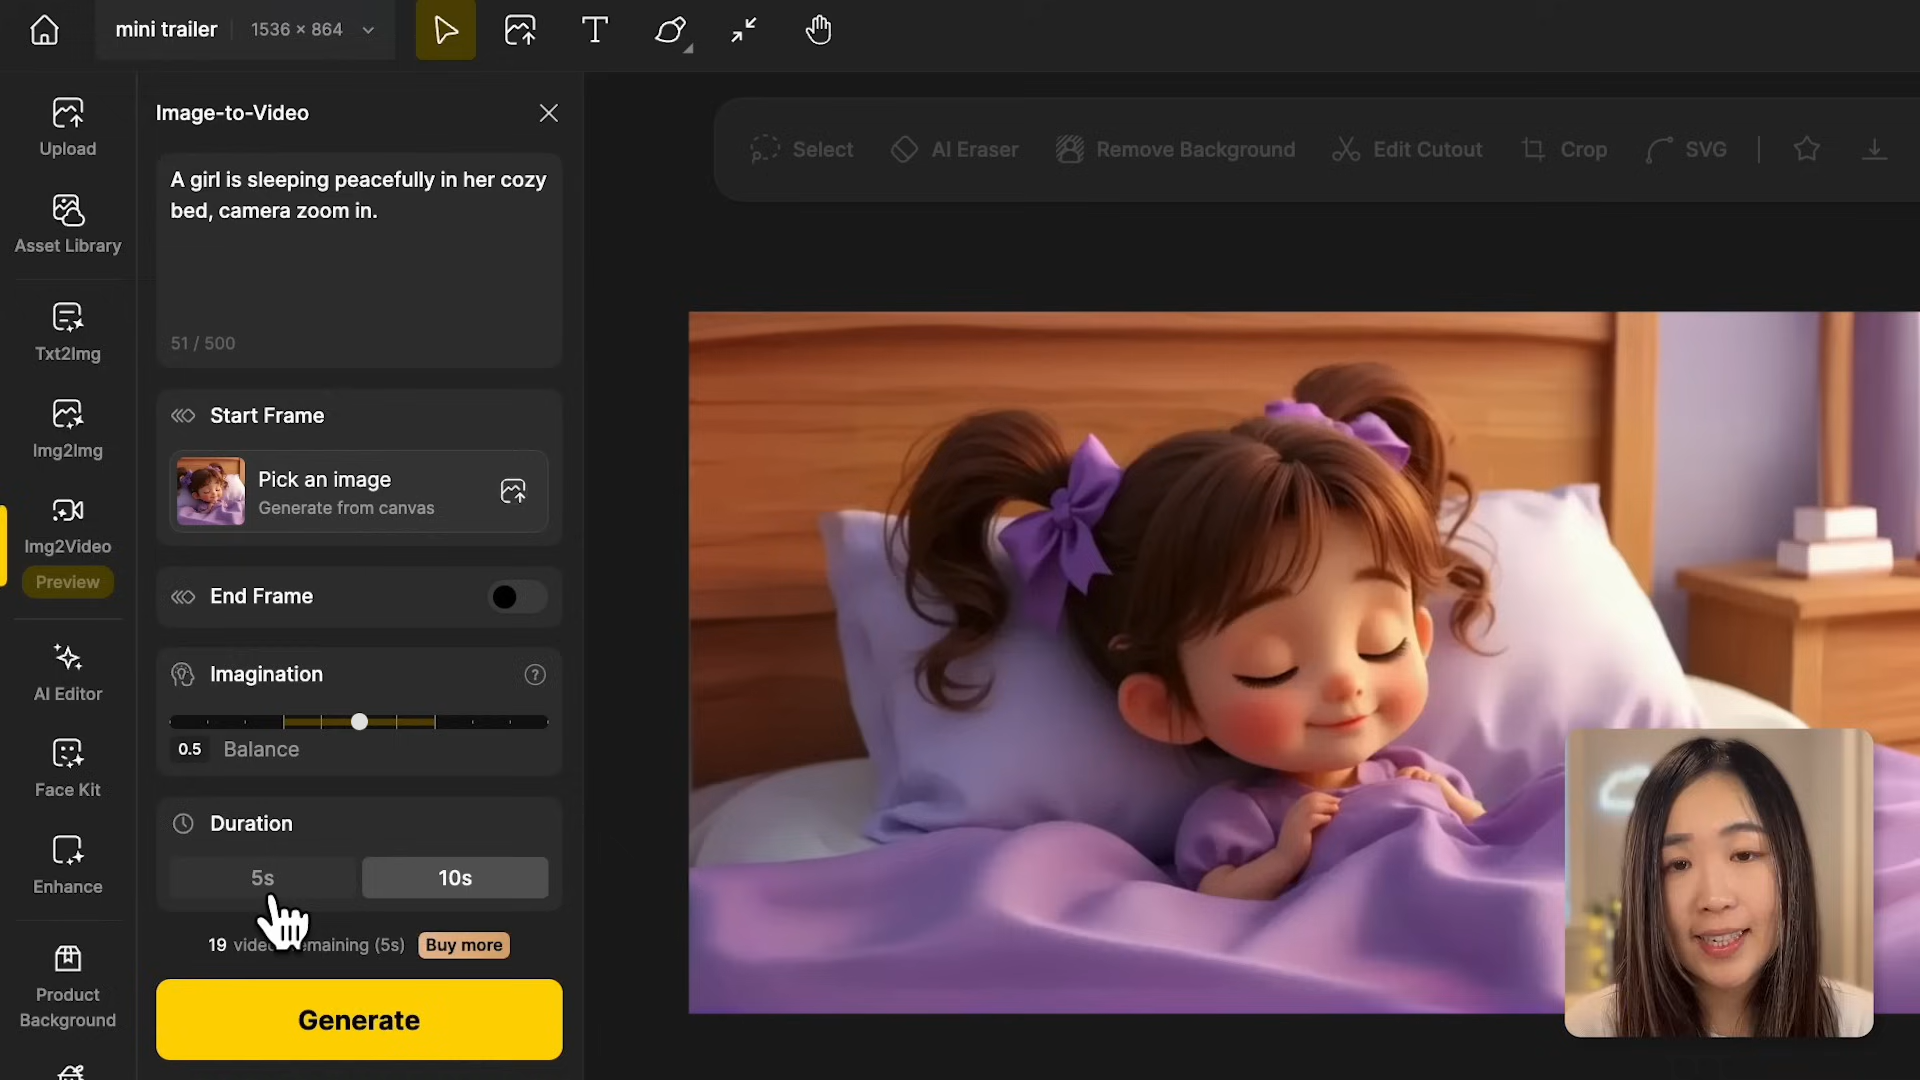 mini trailer
1536 × 864
Upload
Asset Library
Txt2Img
Img2Img
Img2Video
Preview
AI Editor
Face Kit
Enhance
Product
Background
Image-to-Video
A girl is sleeping peacefully in her cozy
bed, camera zoom in.
51 / 500
Start Frame
Pick an image
Generate from canvas
End Frame
Imagination
0.5 Balance
Duration
5s
10s
19 remaining (5s)
Buy more
Generate
Select
AI Eraser
Remove Background
Edit Cutout
Crop
SVG